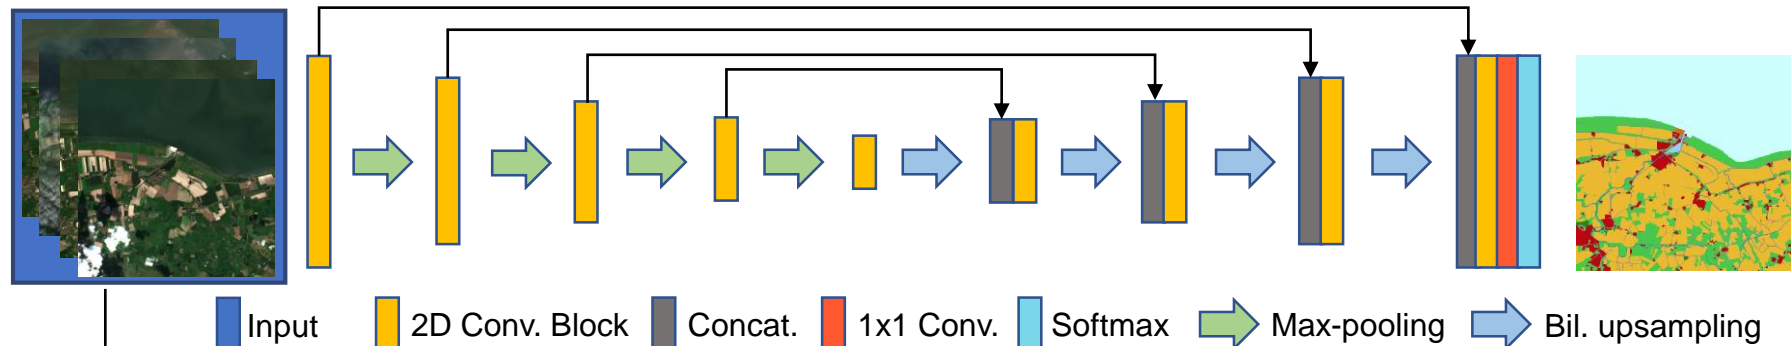 Input 2D Conv. Block Concat. 1x1 Conv. Softmax Max-pooling Bil. upsampling